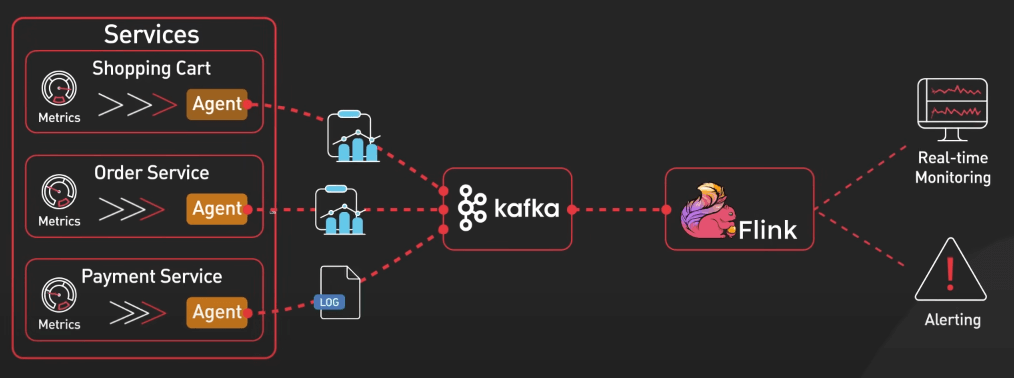 Services
Shopping Cart
Metrics
Agent
Order Service
Metrics
Agent
Payment Service
Metrics
Agent
LOG
kafka
Flink
Real-time
Monitoring
Alerting